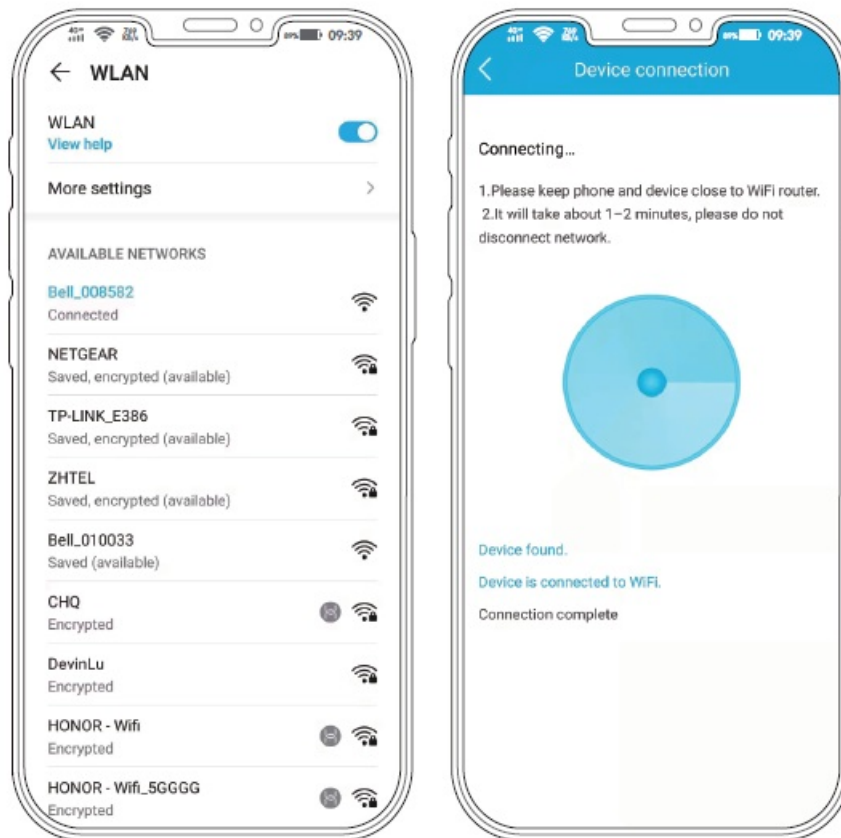 09:39
WLAN
WLAN
View help
More settings
AVAILABLE NETWORKS
Bell_008582
Connected
NETGEAR
Saved, encrypted (available)
TP-LINK_E386
Saved, encrypted (available)
ZHTEL
Saved, encrypted (available)
Bell_010033
Saved (available)
CHQ
Encrypted
DevinLu
Encrypted
HONOR - Wifi
Encrypted
HONOR - Wifi_5GGGG
Encrypted
09:39
Device connection
Connecting...
1.Please keep phone and device close to WiFi router.
2.It will take about 1–2 minutes, please do not
disconnect network.
Device found.
Device is connected to WiFi.
Connection complete